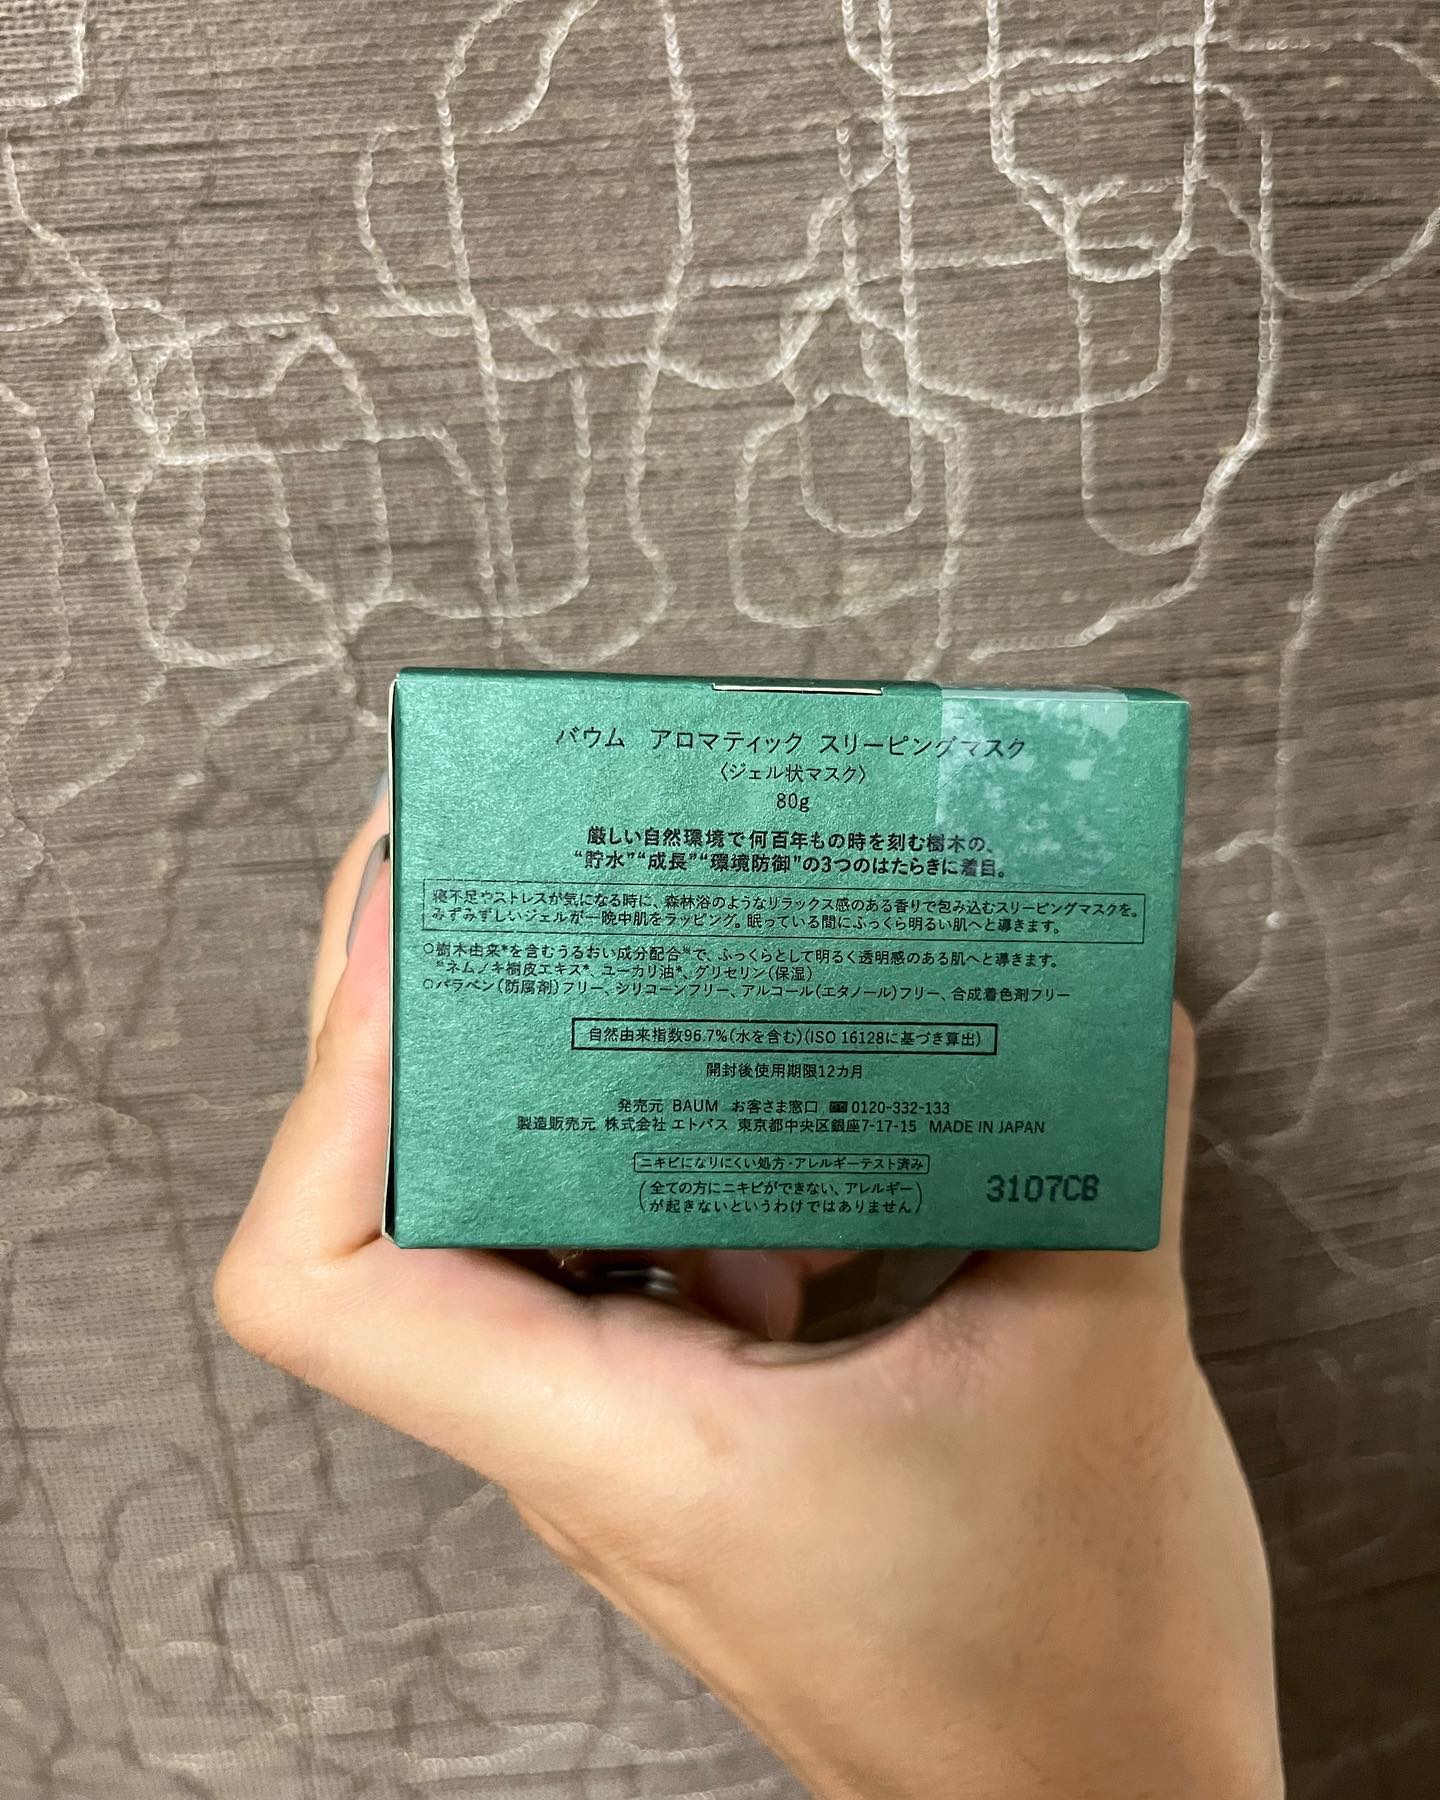 バウム　アロマティック スリーピングマスク
〈ジェル状マスク〉
80g
厳しい自然環境で何百年もの時を刻む樹木の、
“貯水”“成長”“環境防御”の3つのはたらきに着目。
寝不足やストレスが気になる時に、森林浴のようなリラックス感のある香りで包み込むスリーピングマスクを。
みずみずしいジェルが一晩中肌をラッピング。眠っている間にふっくら明るい肌へと導きます。
○樹木由来*を含むうるおい成分配合※で、ふっくらとして明るく透明感のある肌へと導きます。
※ネムノキ樹皮エキス*、ユーカリ油*、グリセリン(保湿)
○パラベン(防腐剤)フリー、シリコーンフリー、アルコール(エタノール)フリー、合成着色剤フリー
自然由来指数96.7%(水を含む)(ISO 16128に基づき算出)
開封後使用期限12カ月
発売元 BAUM お客さま窓口 0120-332-133
製造販売元 株式会社 エトバス 東京都中央区銀座7-17-15 MADE IN JAPAN
ニキビになりにくい処方・アレルギーテスト済み
(全ての方にニキビができない、アレルギー
が起きないというわけではありません)
3107CB